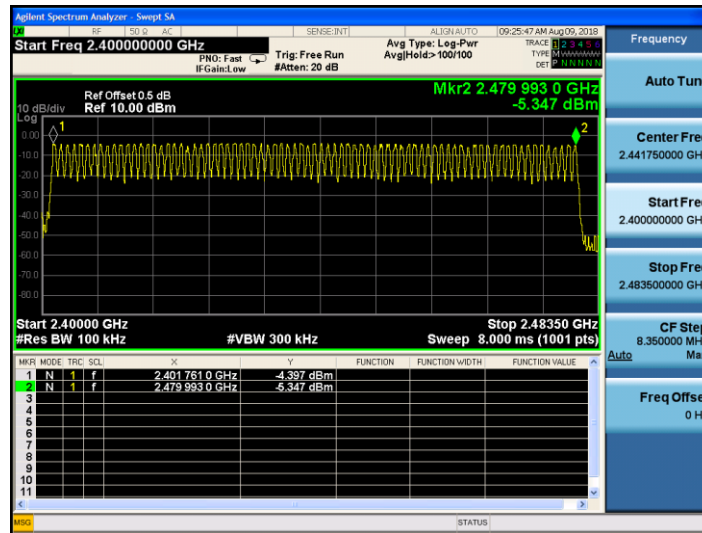 Agilent Spectrum Analyzer - Swept SA
RF 50 Ω AC SENSE:INT ALIGN AUTO 09:25:47 AM Aug 09, 2018
Start Freq 2.400000000 GHz
PNO: Fast
IFGain:Low
Trig: Free Run
#Atten: 20 dB
Avg Type: Log-Pwr
Avg|Hold:> 100/100
TRACE 1 2 3 4 5 6
TYPE M
DET P N N N N N
Ref Offset 0.5 dB
Ref 10.00 dBm
10 dB/div
Log
Mkr2 2.479 993 0 GHz
-5.347 dBm
1
2
0.00
-10.0
-20.0
-30.0
-40.0
-50.0
-60.0
-70.0
-80.0
Start 2.40000 GHz Stop 2.48350 GHz
#Res BW 100 kHz #VBW 300 kHz Sweep 8.000 ms (1001 pts)
MKR MODE TRC SCL X Y FUNCTION FUNCTION WIDTH FUNCTION VALUE
1 N 1 f 2.401 761 0 GHz -4.397 dBm
2 N 1 f 2.479 993 0 GHz -5.347 dBm
3
4
5
6
7
8
9
10
11
MSG STATUS
Frequency
Auto Tun
Center Fre
2.441750000 GH
Start Fre
2.400000000 GH
Stop Fre
2.483500000 GH
CF Step
8.350000 MH
Auto Ma
Freq Offse
0 H